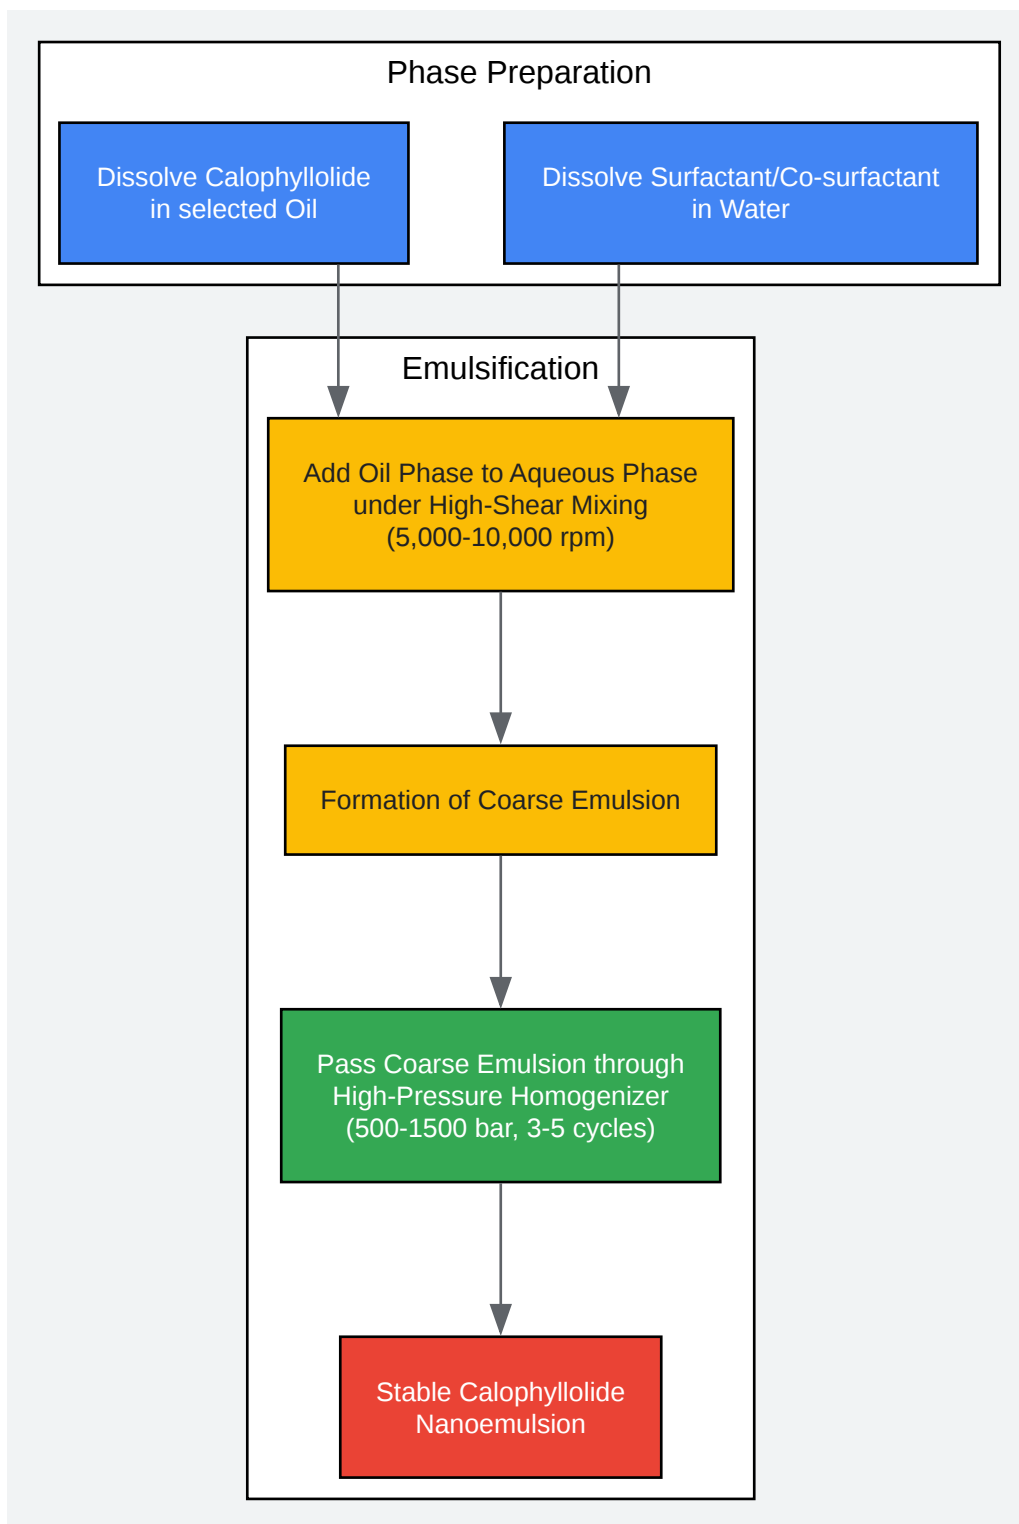 Phase Preparation
Dissolve Calophyllolide
in selected Oil
Dissolve Surfactant/Co-surfactant
in Water
Emulsification
Add Oil Phase to Aqueous Phase
under High-Shear Mixing
(5,000-10,000 rpm)
Formation of Coarse Emulsion
Pass Coarse Emulsion through
High-Pressure Homogenizer
(500-1500 bar, 3-5 cycles)
Stable Calophyllolide
Nanoemulsion